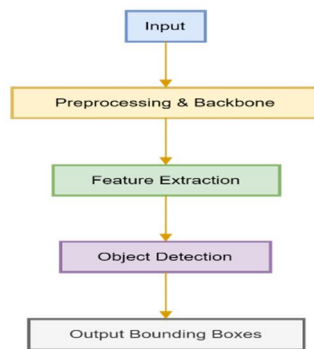 Input
Preprocessing & Backbone
Feature Extraction
Object Detection
Output Bounding Boxes